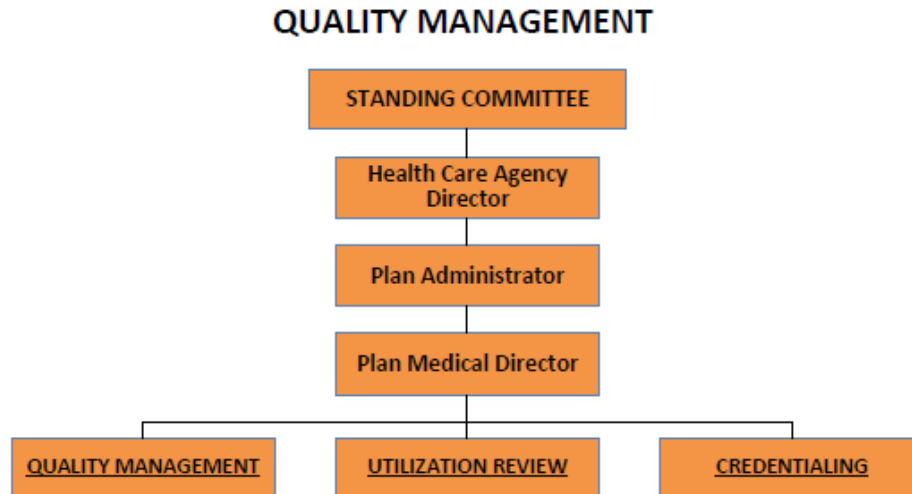 QUALITY MANAGEMENT
STANDING COMMITTEE
Health Care Agency
Director
Plan Administrator
Plan Medical Director
QUALITY MANAGEMENT
UTILIZATION REVIEW
CREDENTIALING